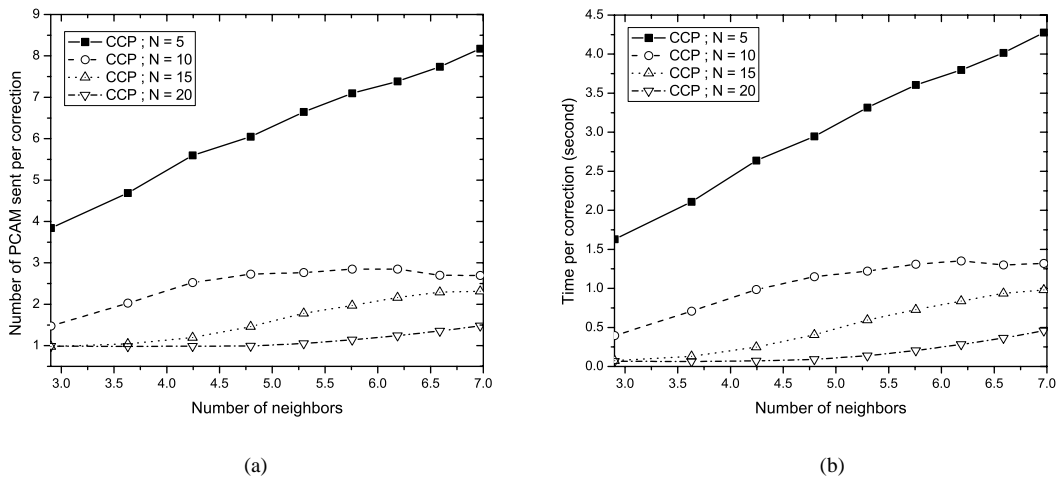 Number of PCAM sent per correction
9
8
7
6
5
4
3
2
1
CCP ; N = 5
CCP ; N = 10
CCP ; N = 15
CCP ; N = 20
3.0 3.5 4.0 4.5 5.0 5.5 6.0 6.5 7.0
Number of neighbors
(a)
Time per correction (second)
4.5
4.0
3.5
3.0
2.5
2.0
1.5
1.0
0.5
0.0
CCP ; N = 5
CCP ; N = 10
CCP ; N = 15
CCP ; N = 20
3.0 3.5 4.0 4.5 5.0 5.5 6.0 6.5 7.0
Number of neighbors
(b)